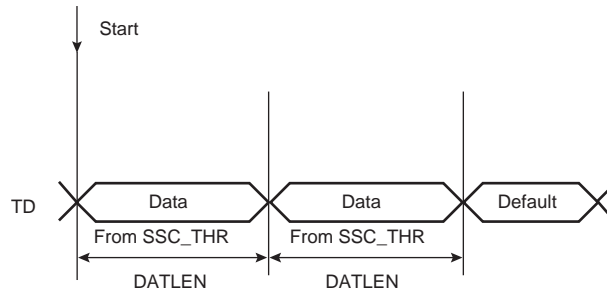 Start
TD
Data
Data
Default
From SSC_THR
From SSC_THR
DATLEN
DATLEN